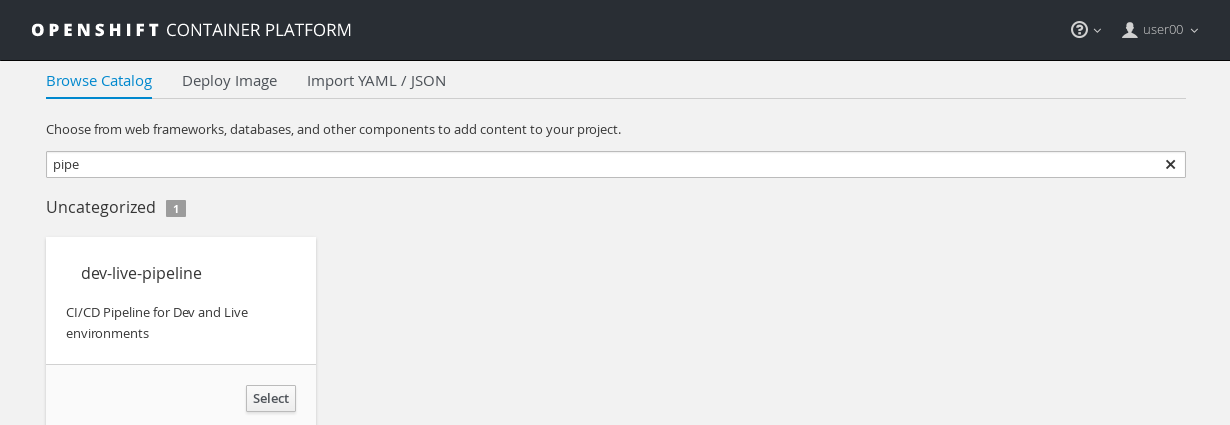 OPENSHIFT CONTAINER PLATFORM
user00
Browse Catalog Deploy Image Import YAML / JSON
Choose from web frameworks, databases, and other components to add content to your project.
pipe
Uncategorized 1
dev-live-pipeline
CI/CD Pipeline for Dev and Live
environments
Select